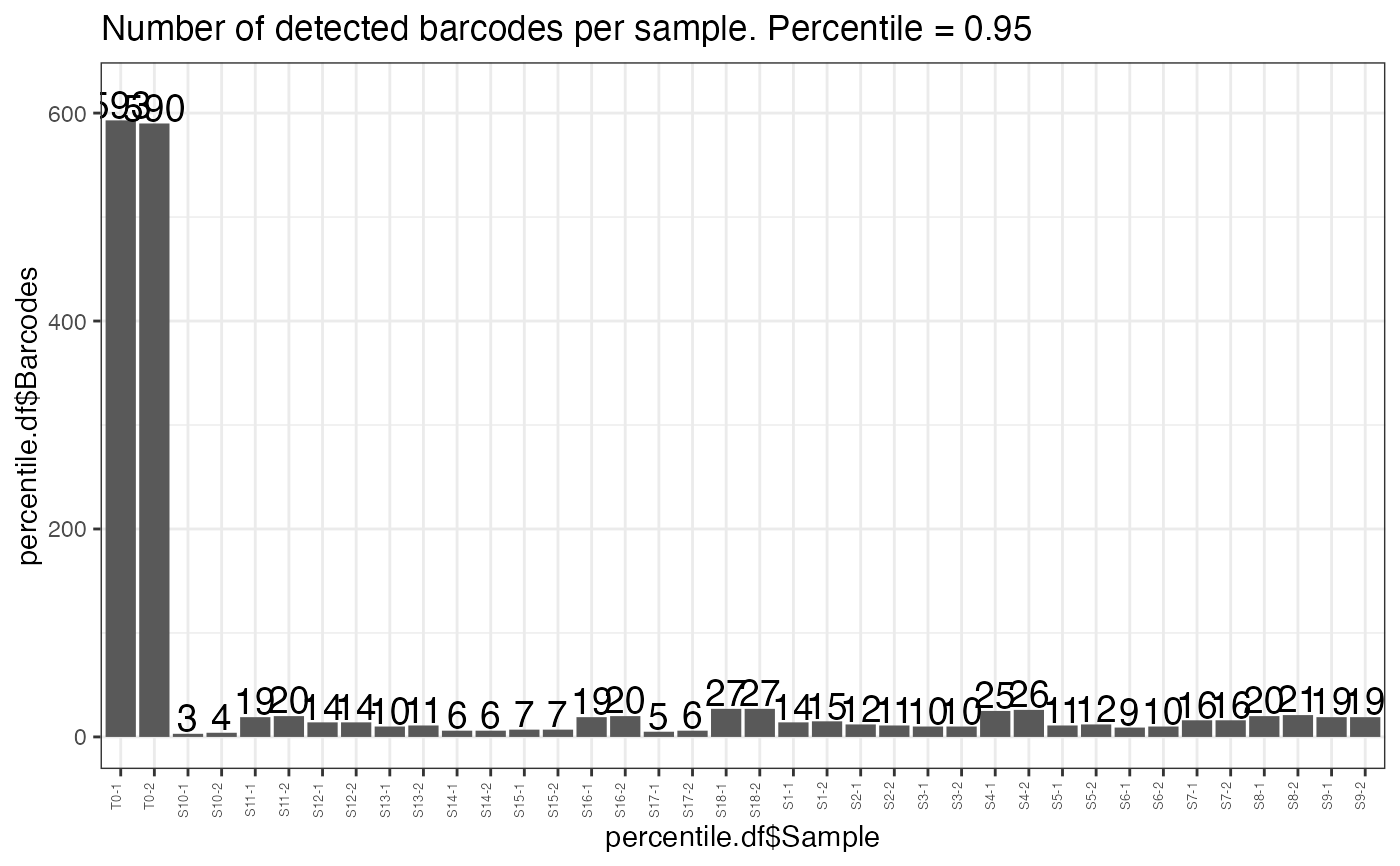 Number of detected barcodes per sample. Percentile = 0.95
percentile.df$Barcodes
600
400
200
0
593 590 3 4 19 20 14 14 10 11 6 6 7 7 19 20 5 6 27 27 14 15 12 11 10 10 25 26 11 12 9 10 16 16 20 21 19 19
T0-1 T0-2 S10-1 S10-2 S11-1 S11-2 S12-1 S12-2 S13-1 S13-2 S14-1 S14-2 S15-1 S15-2 S16-1 S16-2 S17-1 S17-2 S18-1 S18-2 S1-1 S1-2 S2-1 S2-2 S3-1 S3-2 S4-1 S4-2 S5-1 S5-2 S6-1 S6-2 S7-1 S7-2 S8-1 S8-2 S9-1 S9-2
percentile.df$Sample